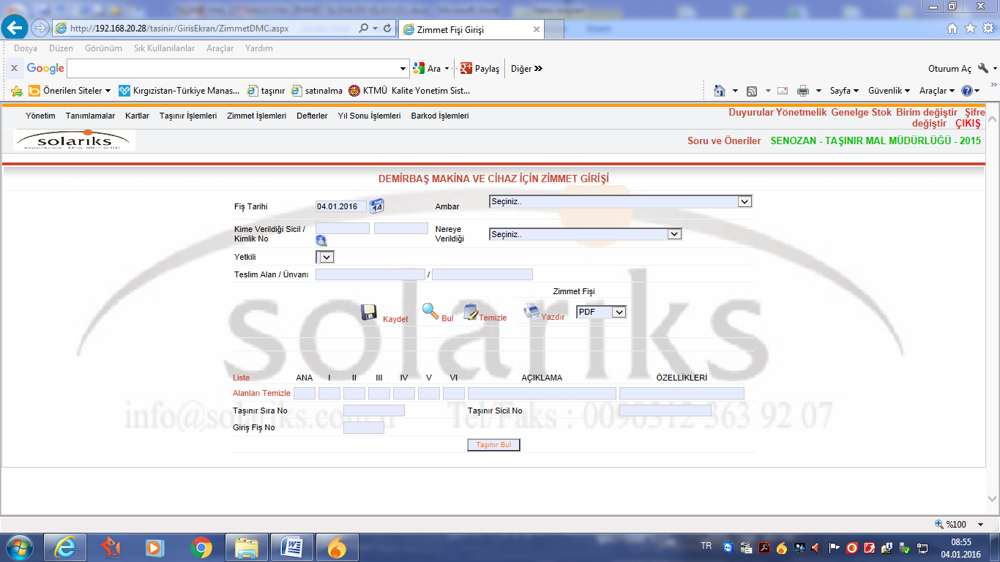 http://192.168.20.28/tasinir/GirisEkran/ZimmetDMC.aspx
Zimmet Fişi Girişi
Dosya Düzen Görünüm Sık Kullanılanlar Araçlar Yardım
x Google Ara Paylaş Diğer Oturum Aç
Önerilen Siteler Kırgızistan-Türkiye Manas... taşınır satınalma KTMÜ Kalite Yonetim Sist... Sayfa Güvenlik Araçlar
Yönetim Tanımlamalar Kartlar Taşınır İşlemleri Zimmet İşlemleri Defterler Yıl Sonu İşlemleri Barkod İşlemleri
Duyurular Yönetmelik Genelge Stok Birim değiştir Şifre
değiştir ÇIKIŞ
solarıks
Soru ve Öneriler SENOZAN - TAŞINIR MAL MÜDÜRLÜĞÜ - 2015
DEMİRBAŞ MAKİNA VE CİHAZ İÇİN ZİMMET GİRİŞİ
Fiş Tarihi 04.01.2016 14 Ambar Seçiniz..
Kime Verildiği Sicil /
Kimlik No
Nereye
Verildiği
Seçiniz..
Yetkili
Teslim Alan / Ünvanı /
Zimmet Fişi
Kaydet Bul Temizle Yazdır PDF
solarıks
Liste ANA I II III IV V VI AÇIKLAMA ÖZELLİKLERİ
Alanları Temizle
Taşınır Sıra No Taşınır Sicil No
info@solariks.com.tr Tel/Faks : 0090312 363 92 07
Giriş Fiş No
Taşınır Bul
%100
TR 08:55
04.01.2016